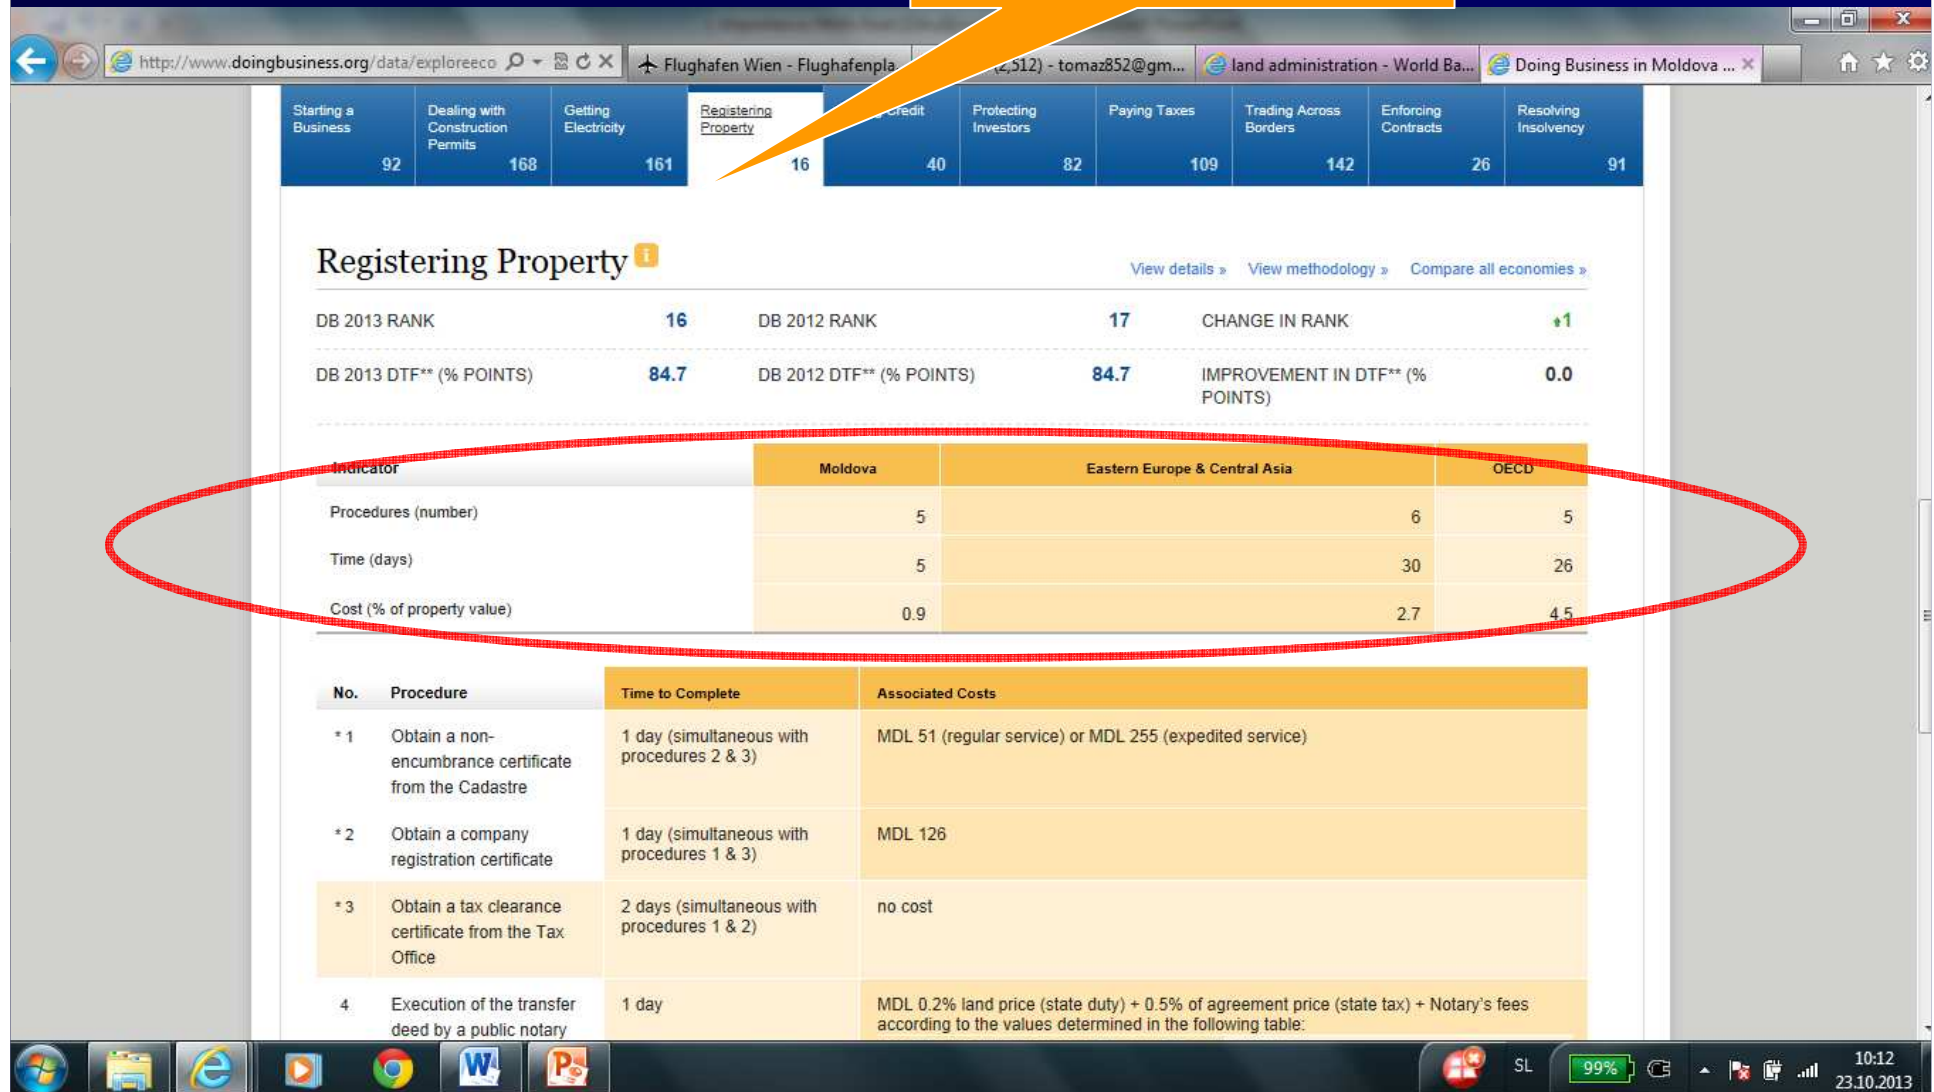 http://www.doingbusiness.org/data/exploreeco
Flughafen Wien - Flughafenpla...
(2,512) - tomaz852@gm...
land administration - World Ba...
Doing Business in Moldova ...
Starting a Business 92
Dealing with Construction Permits 168
Getting Electricity 161
Registering Property 16
Credit 40
Protecting Investors 82
Paying Taxes 109
Trading Across Borders 142
Enforcing Contracts 26
Resolving Insolvency 91
Registering Property i
View details » View methodology » Compare all economies »
DB 2013 RANK 16 DB 2012 RANK 17 CHANGE IN RANK 1
DB 2013 DTF** (% POINTS) 84.7 DB 2012 DTF** (% POINTS) 84.7 IMPROVEMENT IN DTF** (% POINTS) 0.0
Indicator Moldova Eastern Europe & Central Asia OECD
Procedures (number) 5 6 5
Time (days) 5 30 26
Cost (% of property value) 0.9 2.7 4.5
No. Procedure Time to Complete Associated Costs
* 1 Obtain a non-encumbrance certificate from the Cadastre 1 day (simultaneous with procedures 2 & 3) MDL 51 (regular service) or MDL 255 (expedited service)
* 2 Obtain a company registration certificate 1 day (simultaneous with procedures 1 & 3) MDL 126
* 3 Obtain a tax clearance certificate from the Tax Office 2 days (simultaneous with procedures 1 & 2) no cost
4 Execution of the transfer deed by a public notary 1 day MDL 0.2% land price (state duty) + 0.5% of agreement price (state tax) + Notary's fees according to the values determined in the following table:
SL 99% 10:12
23.10.2013